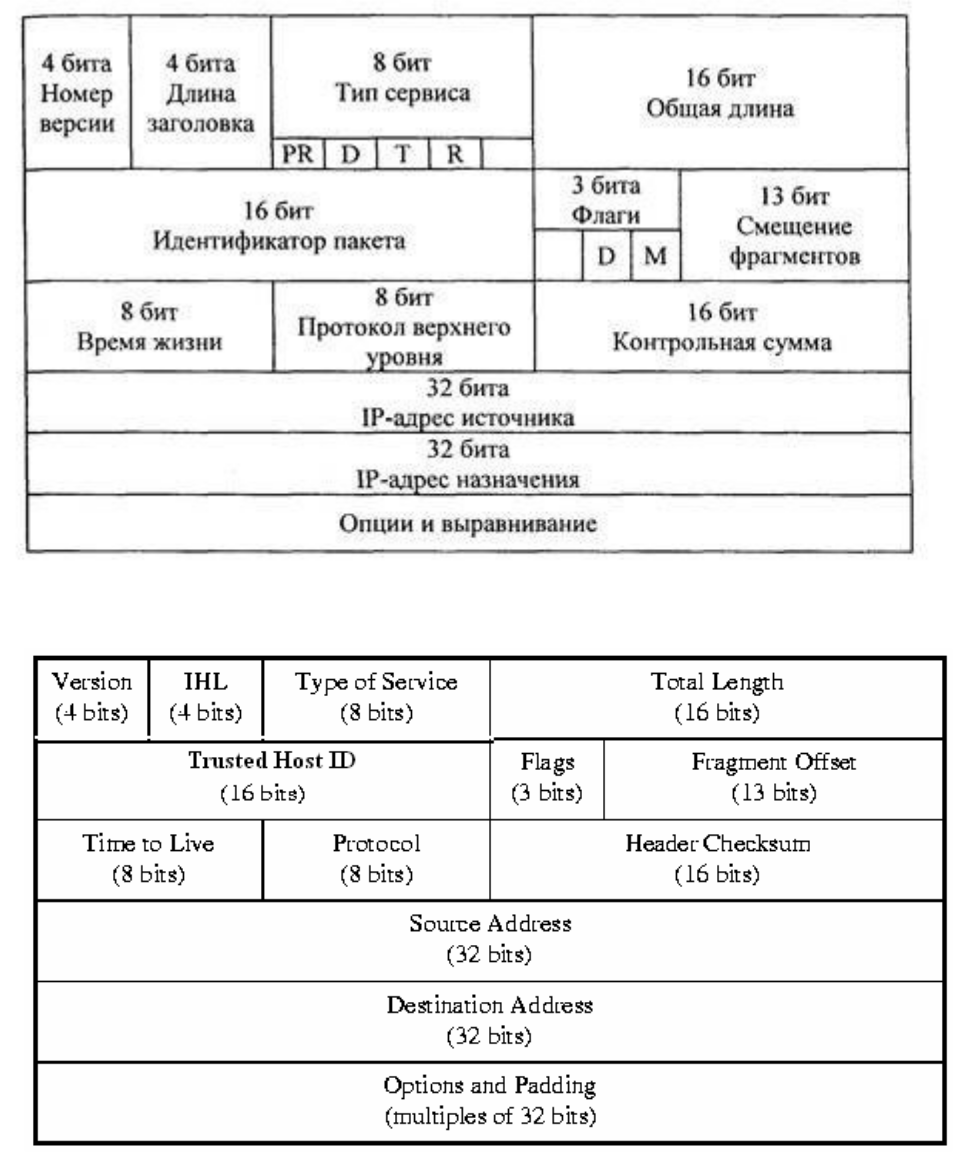 4 бита
Номер
версии
4 бита
Длина
заголовка
8 бит
Тип сервиса
PR D T R
16 бит
Общая длина
16 бит
Идентификатор пакета
3 бита
Флаги
D M
13 бит
Смещение
фрагментов
8 бит
Время жизни
8 бит
Протокол верхнего
уровня
16 бит
Контрольная сумма
32 бита
IP-адрес источника
32 бита
IP-адрес назначения
Опции и выравнивание
Version
(4 bits)
IHL
(4 bits)
Type of Service
(8 bits)
Total Length
(16 bits)
Trusted Host ID
(16 bits)
Flags
(3 bits)
Fragment Offset
(13 bits)
Time to Live
(8 bits)
Protocol
(8 bits)
Header Checksum
(16 bits)
Source Address
(32 bits)
Destination Address
(32 bits)
Options and Padding
(multiples of 32 bits)